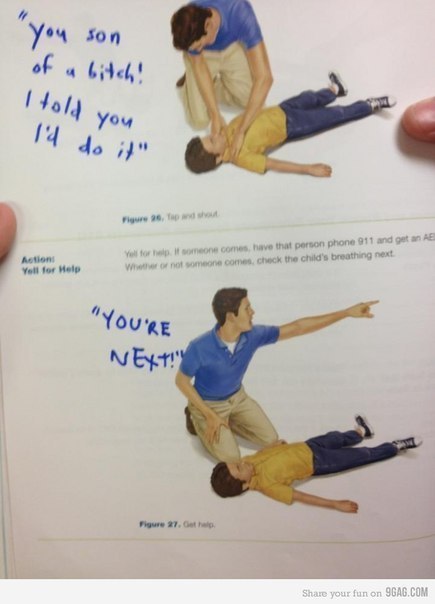 "you son
of a bitch!
I told you
I'd do it"
Figure 26. Tap and shout.
Action:
Yell for Help
Yell for help. If someone comes, have that person phone 911 and get an AE
Whether or not someone comes, check the child's breathing next.
"YOU'RE
NEXT!"
Figure 27. Get help.
Share your fun on 9GAG.COM